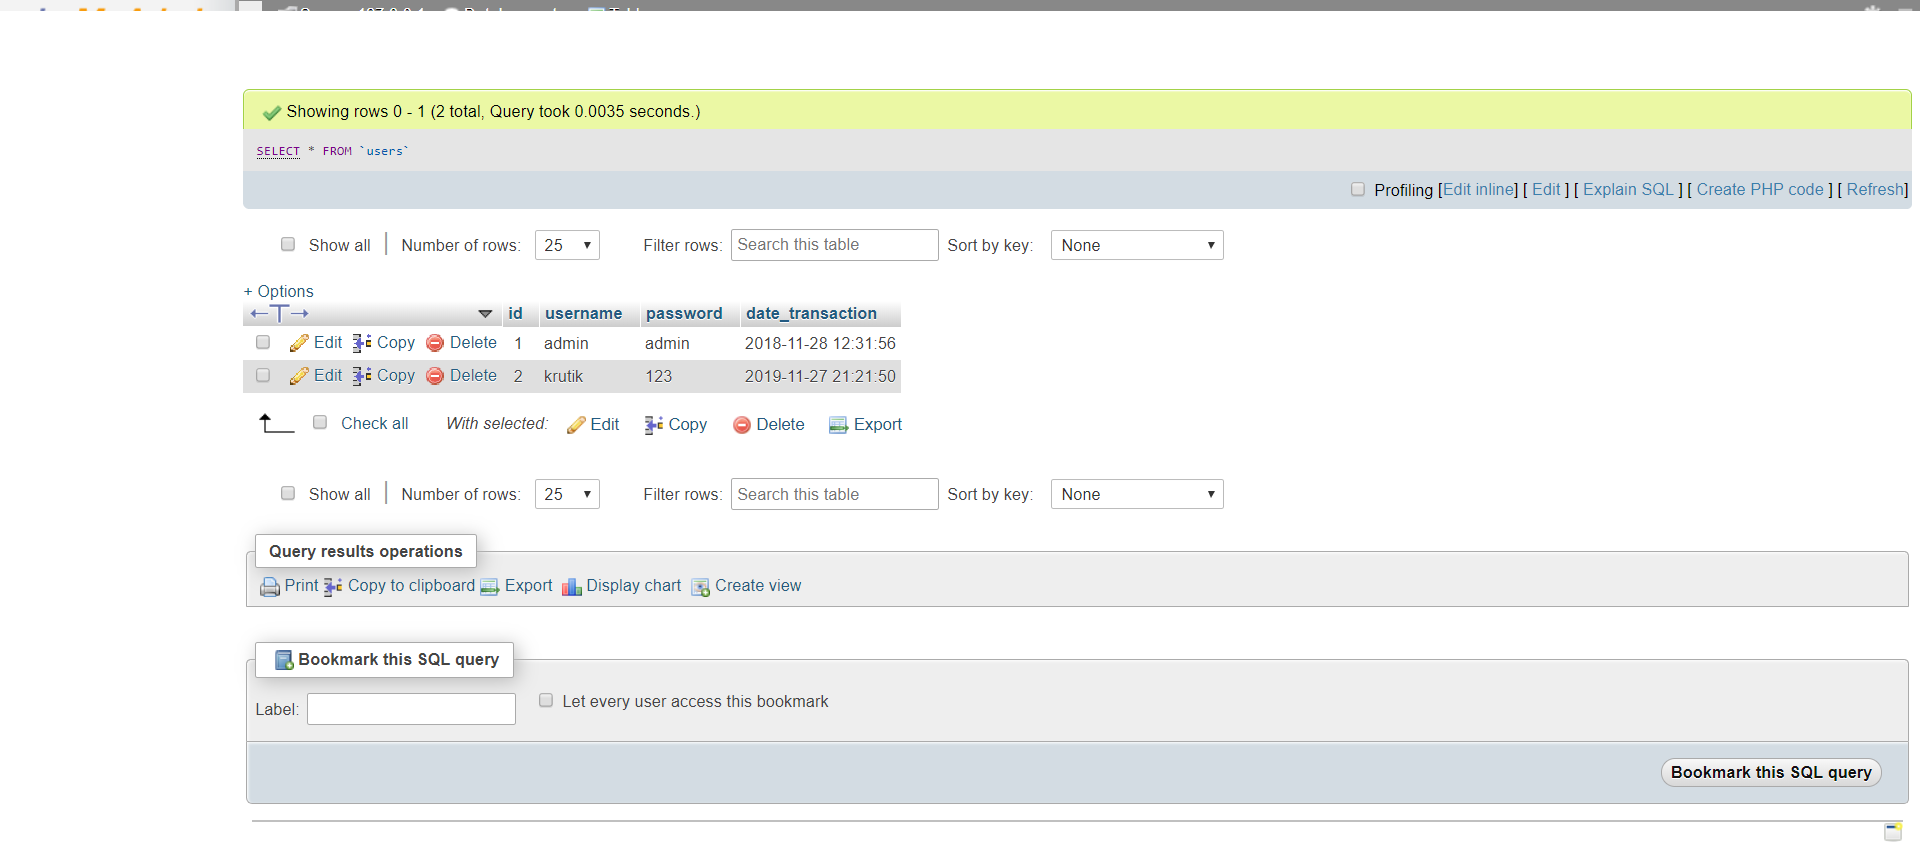 Showing rows 0 - 1 (2 total, Query took 0.0035 seconds.)
SELECT * FROM `users`
Profiling [Edit inline] [ Edit ] [ Explain SQL ] [ Create PHP code ] [ Refresh]
Show all Number of rows: 25 Filter rows: Search this table Sort by key: None
+ Options
id username password date_transaction
Edit Copy Delete 1 admin admin 2018-11-28 12:31:56
Edit Copy Delete 2 krutik 123 2019-11-27 21:21:50
Check all With selected: Edit Copy Delete Export
Show all Number of rows: 25 Filter rows: Search this table Sort by key: None
Query results operations
Print Copy to clipboard Export Display chart Create view
Bookmark this SQL query
Label: Let every user access this bookmark
Bookmark this SQL query